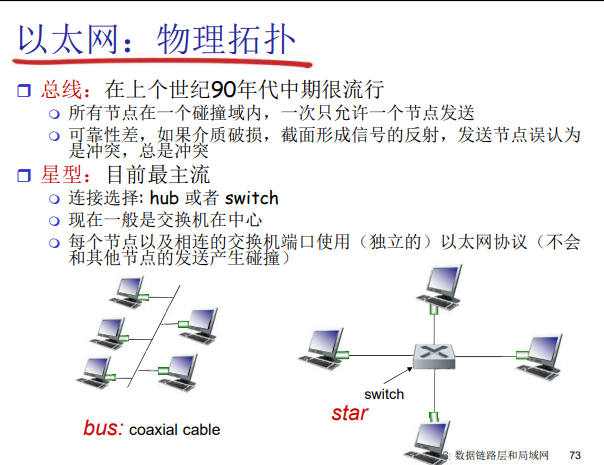 以太网：物理拓扑
总线：在上个世纪90年代中期很流行
所有节点在一个碰撞域内，一次只允许一个节点发送
可靠性差，如果介质破损，截面形成信号的反射，发送节点误认为
是冲突，总是冲突
星型：目前最主流
连接选择: hub 或者 switch
现在一般是交换机在中心
每个节点以及相连的交换机端口使用（独立的）以太网协议（不会
和其他节点的发送产生碰撞）
switch
bus: coaxial cable
star
6: 数据链路层和局域网 73